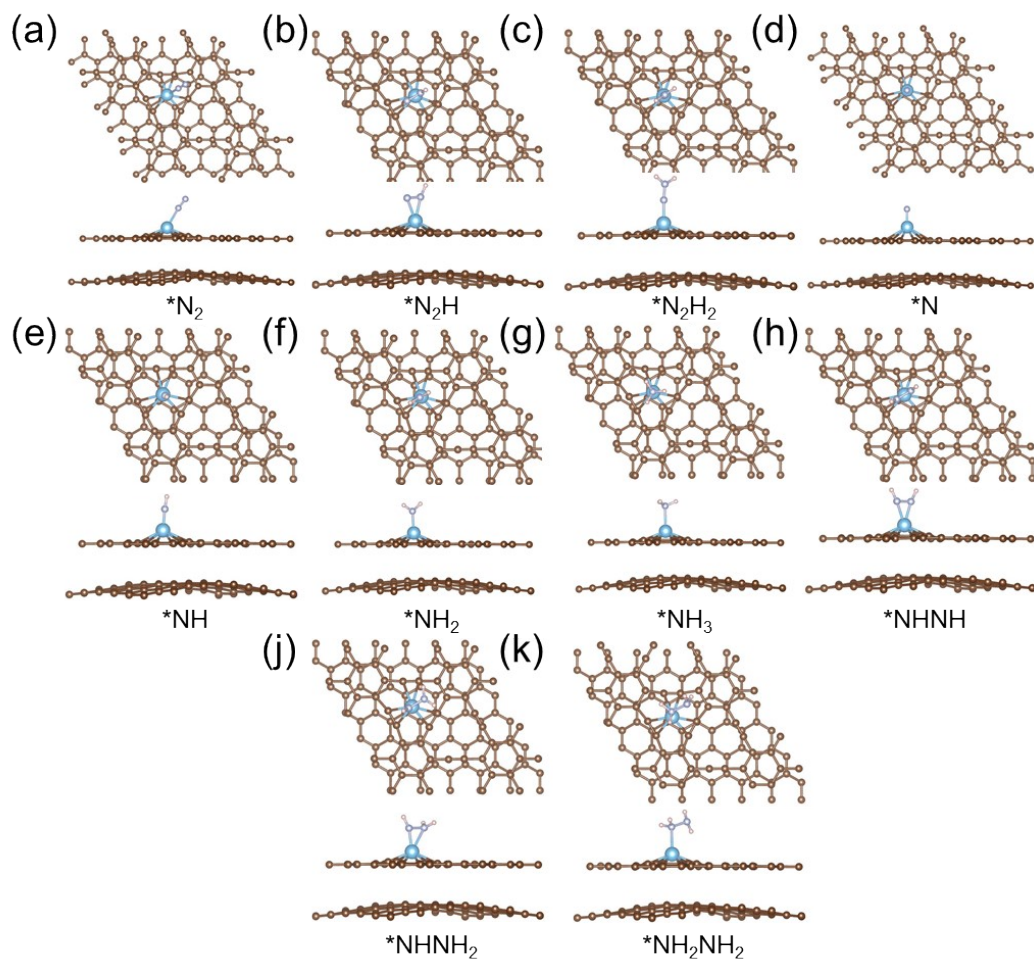 (a) (b) (c) (d)
*N₂ *N₂H *N₂H₂ *N
(e) (f) (g) (h)
*NH *NH₂ *NH₃ *NHNH
(j) (k)
*NHNH₂ *NH₂NH₂